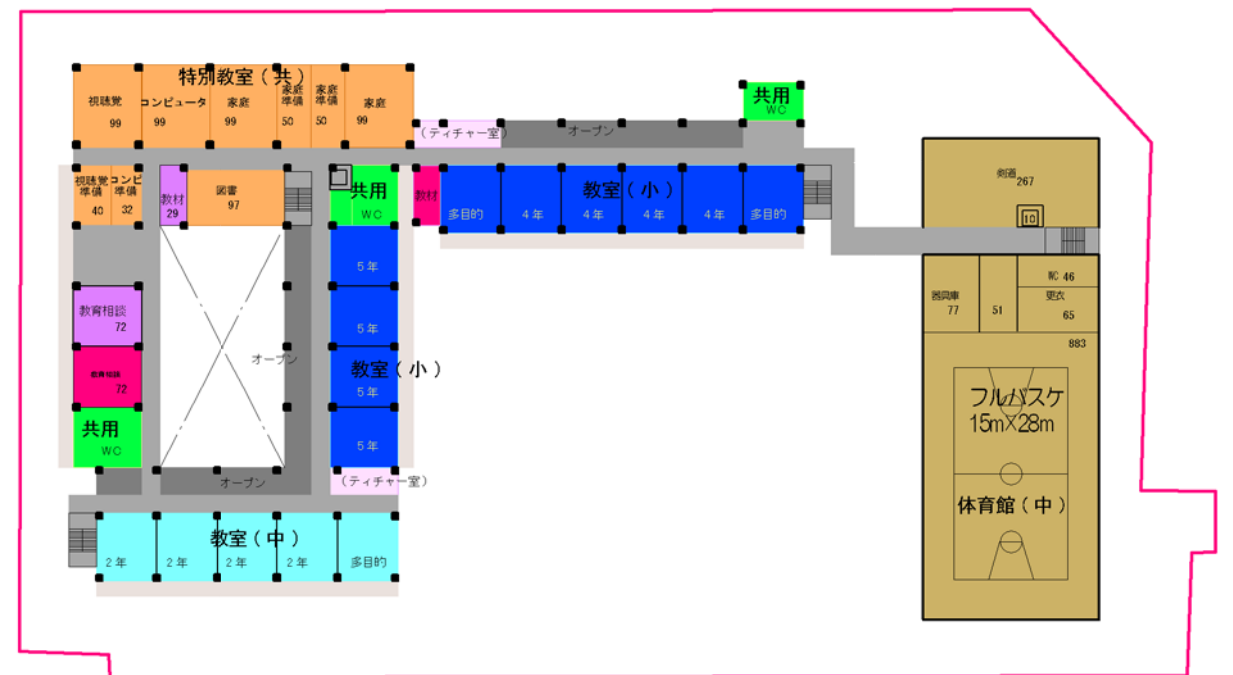 特別教室(共)
視聴覚
99
コンピュータ
99
家庭
99
家庭
準備
50
家庭
準備
50
家庭
99
(ティチャー室)
オープン
共用
WC
視聴覚
準備
40
コンピ
準備
32
教材
29
図書
97
共用
WC
教材
教室(小)
多目的
4年
4年
4年
4年
多目的
剣道
267
10
器具庫
77
51
WC 46
更衣
65
883
フルバスケ
15m×28m
体育館(中)
教育相談
72
教育相談
72
共用
WC
オープン
オープン
5年
5年
教室(小)
5年
5年
(ティチャー室)
教室(中)
2年
2年
2年
2年
多目的